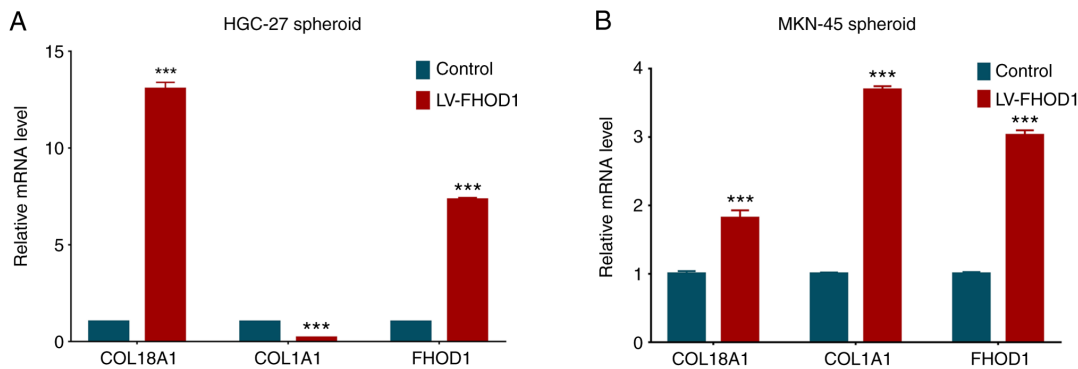 A
HGC-27 spheroid
Relative mRNA level
15
10
5
0
***
***
***
Control
LV-FHOD1
COL18A1
COL1A1
FHOD1
B
MKN-45 spheroid
Relative mRNA level
4
3
2
1
0
***
***
***
Control
LV-FHOD1
COL18A1
COL1A1
FHOD1